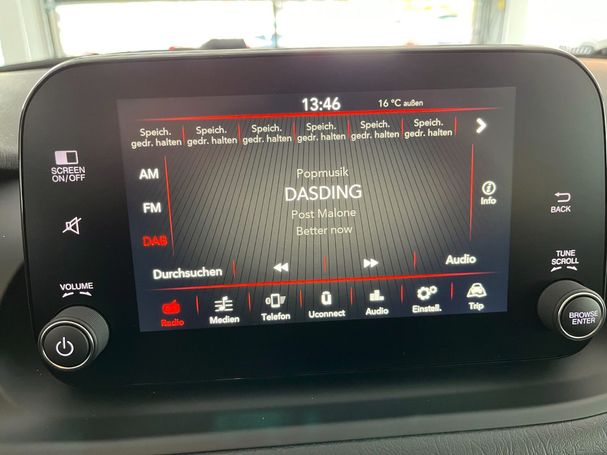 13:46 16 °C außen
Speich. Speich. Speich. Speich. Speich. Speich.
gedr. halten gedr. halten gedr. halten gedr. halten gedr. halten gedr. halten
SCREEN
ON/OFF
AM
FM
DAB
Popmusik
DASDING
Post Malone
Better now
Info
BACK
VOLUME
TUNE
SCROLL
Durchsuchen Audio
Radio Medien Telefon Uconnect Audio Einstell. Trip
BROWSE
ENTER